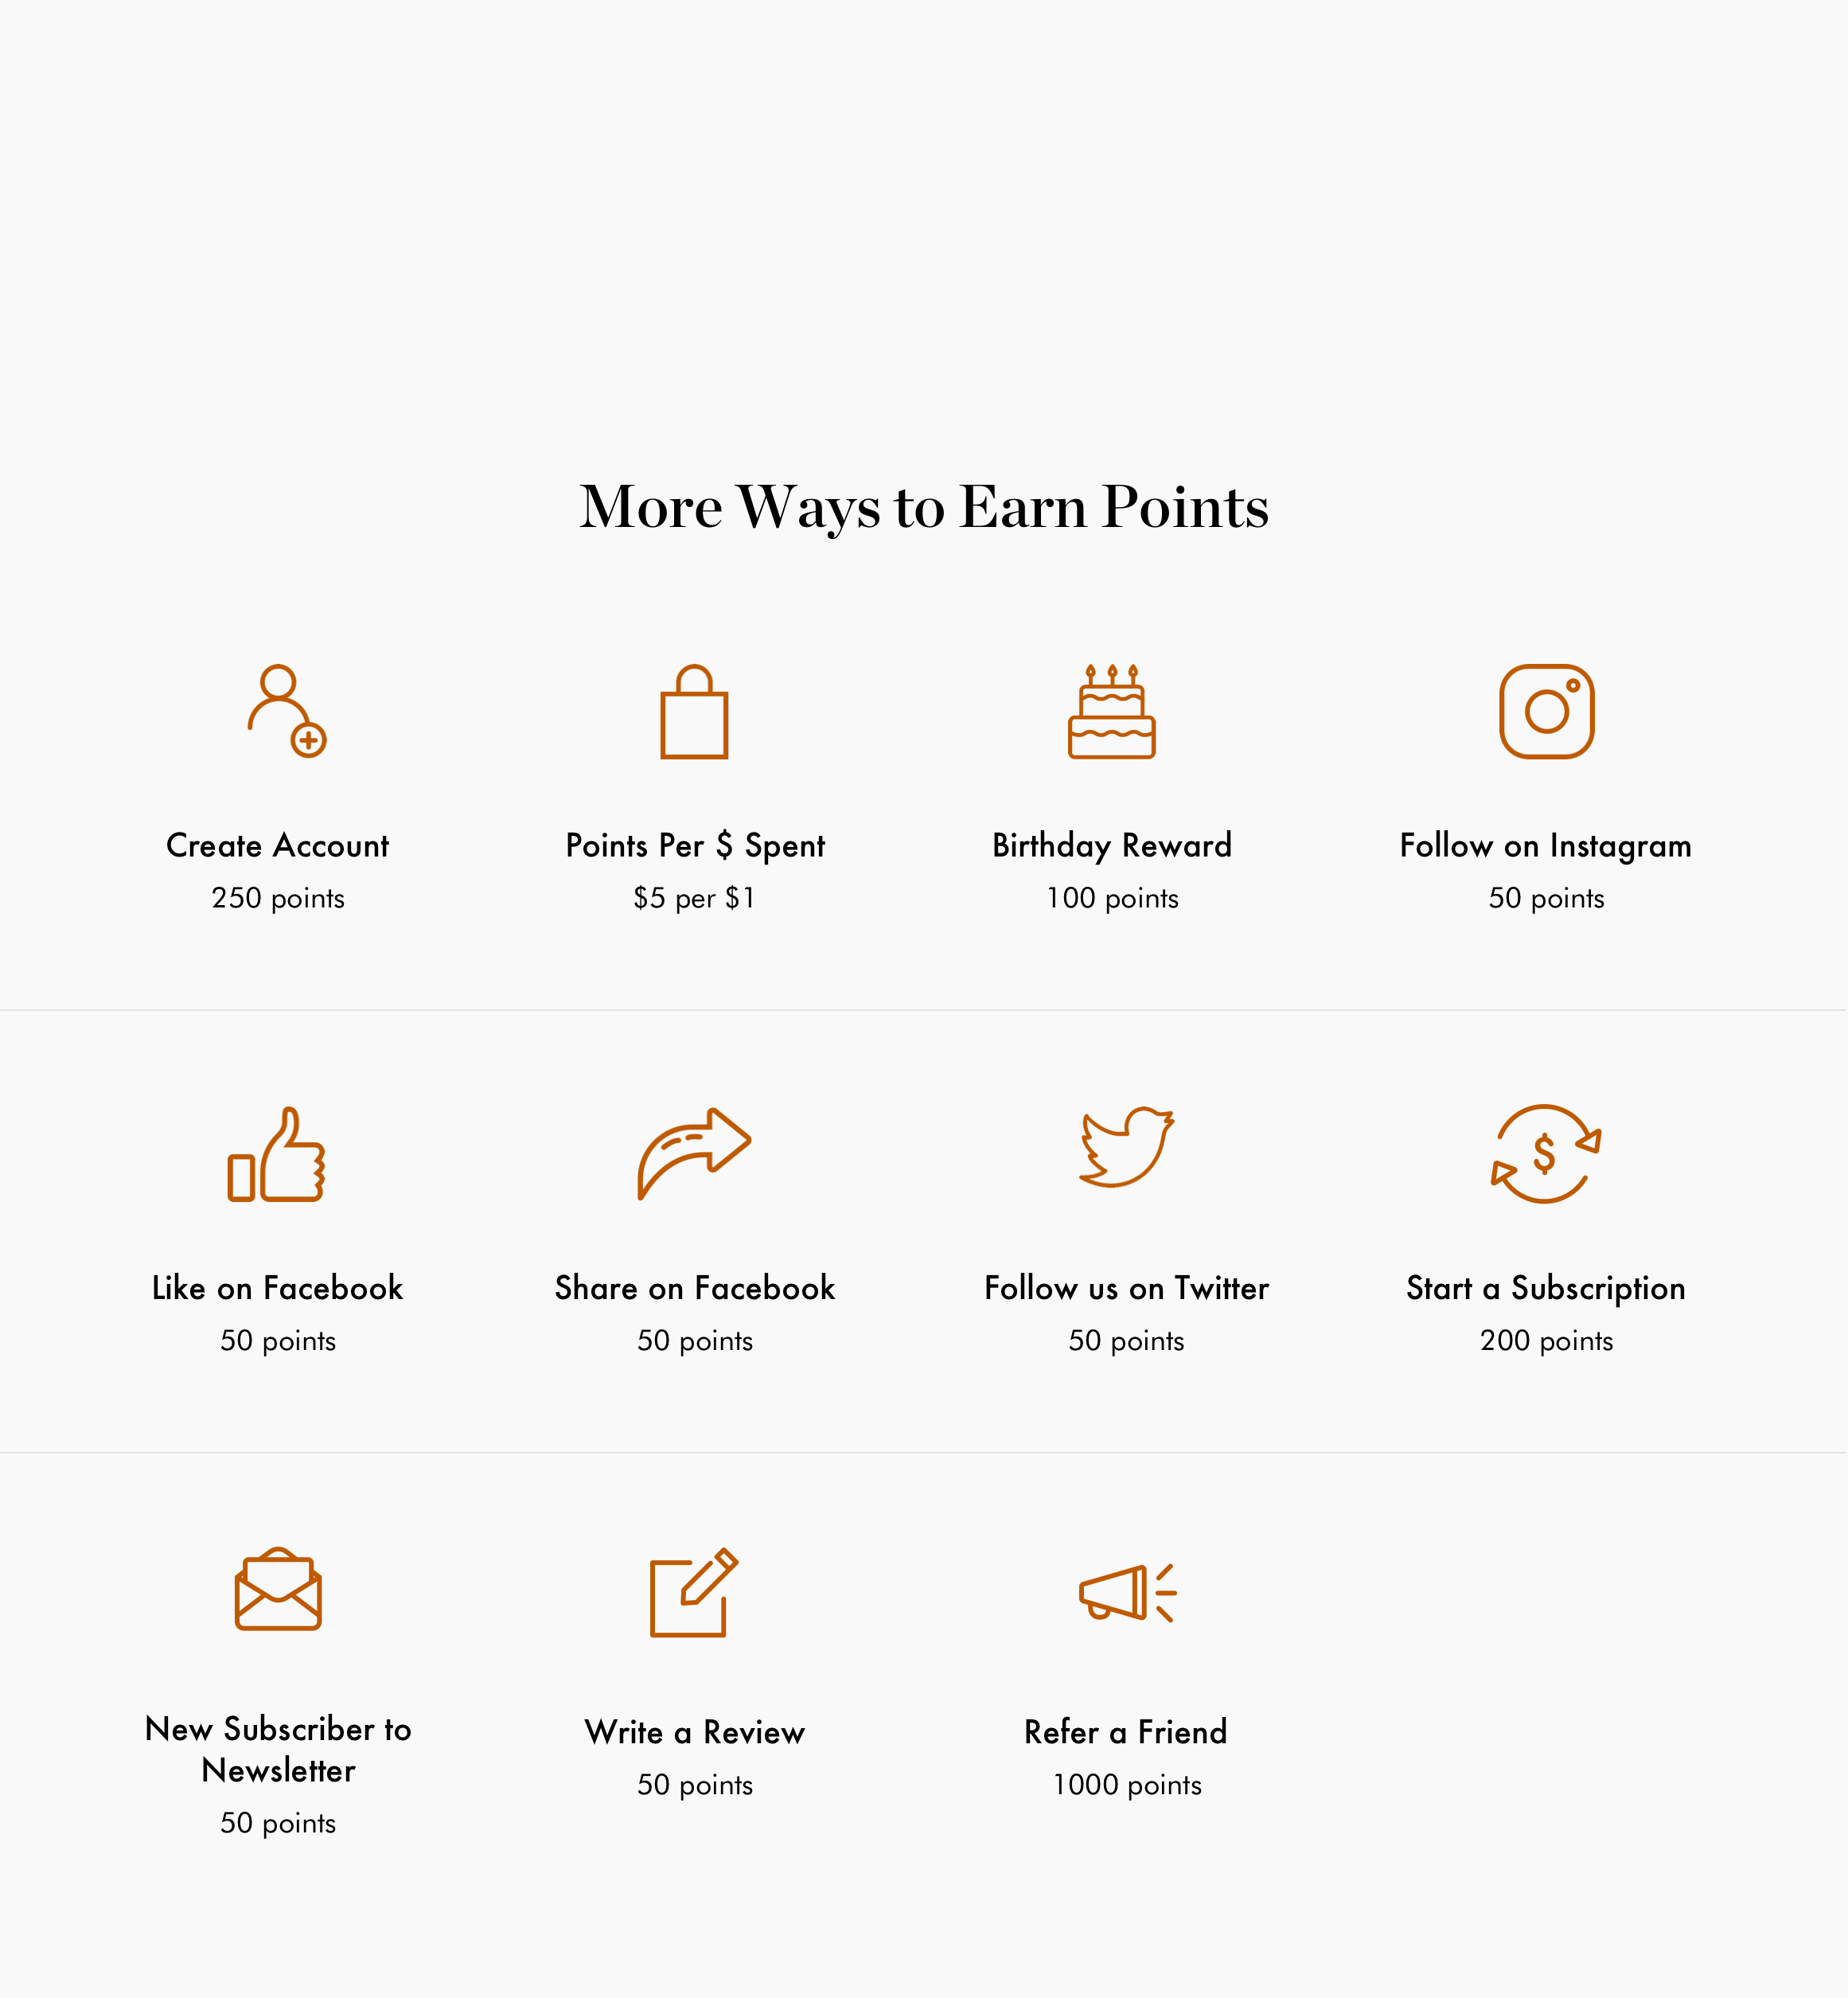 More Ways to Earn Points
Create Account
250 points
Points Per $ Spent
$5 per $1
Birthday Reward
100 points
Follow on Instagram
50 points
Like on Facebook
50 points
Share on Facebook
50 points
Follow us on Twitter
50 points
$
Start a Subscription
200 points
New Subscriber to
Newsletter
50 points
Write a Review
50 points
Refer a Friend
1000 points